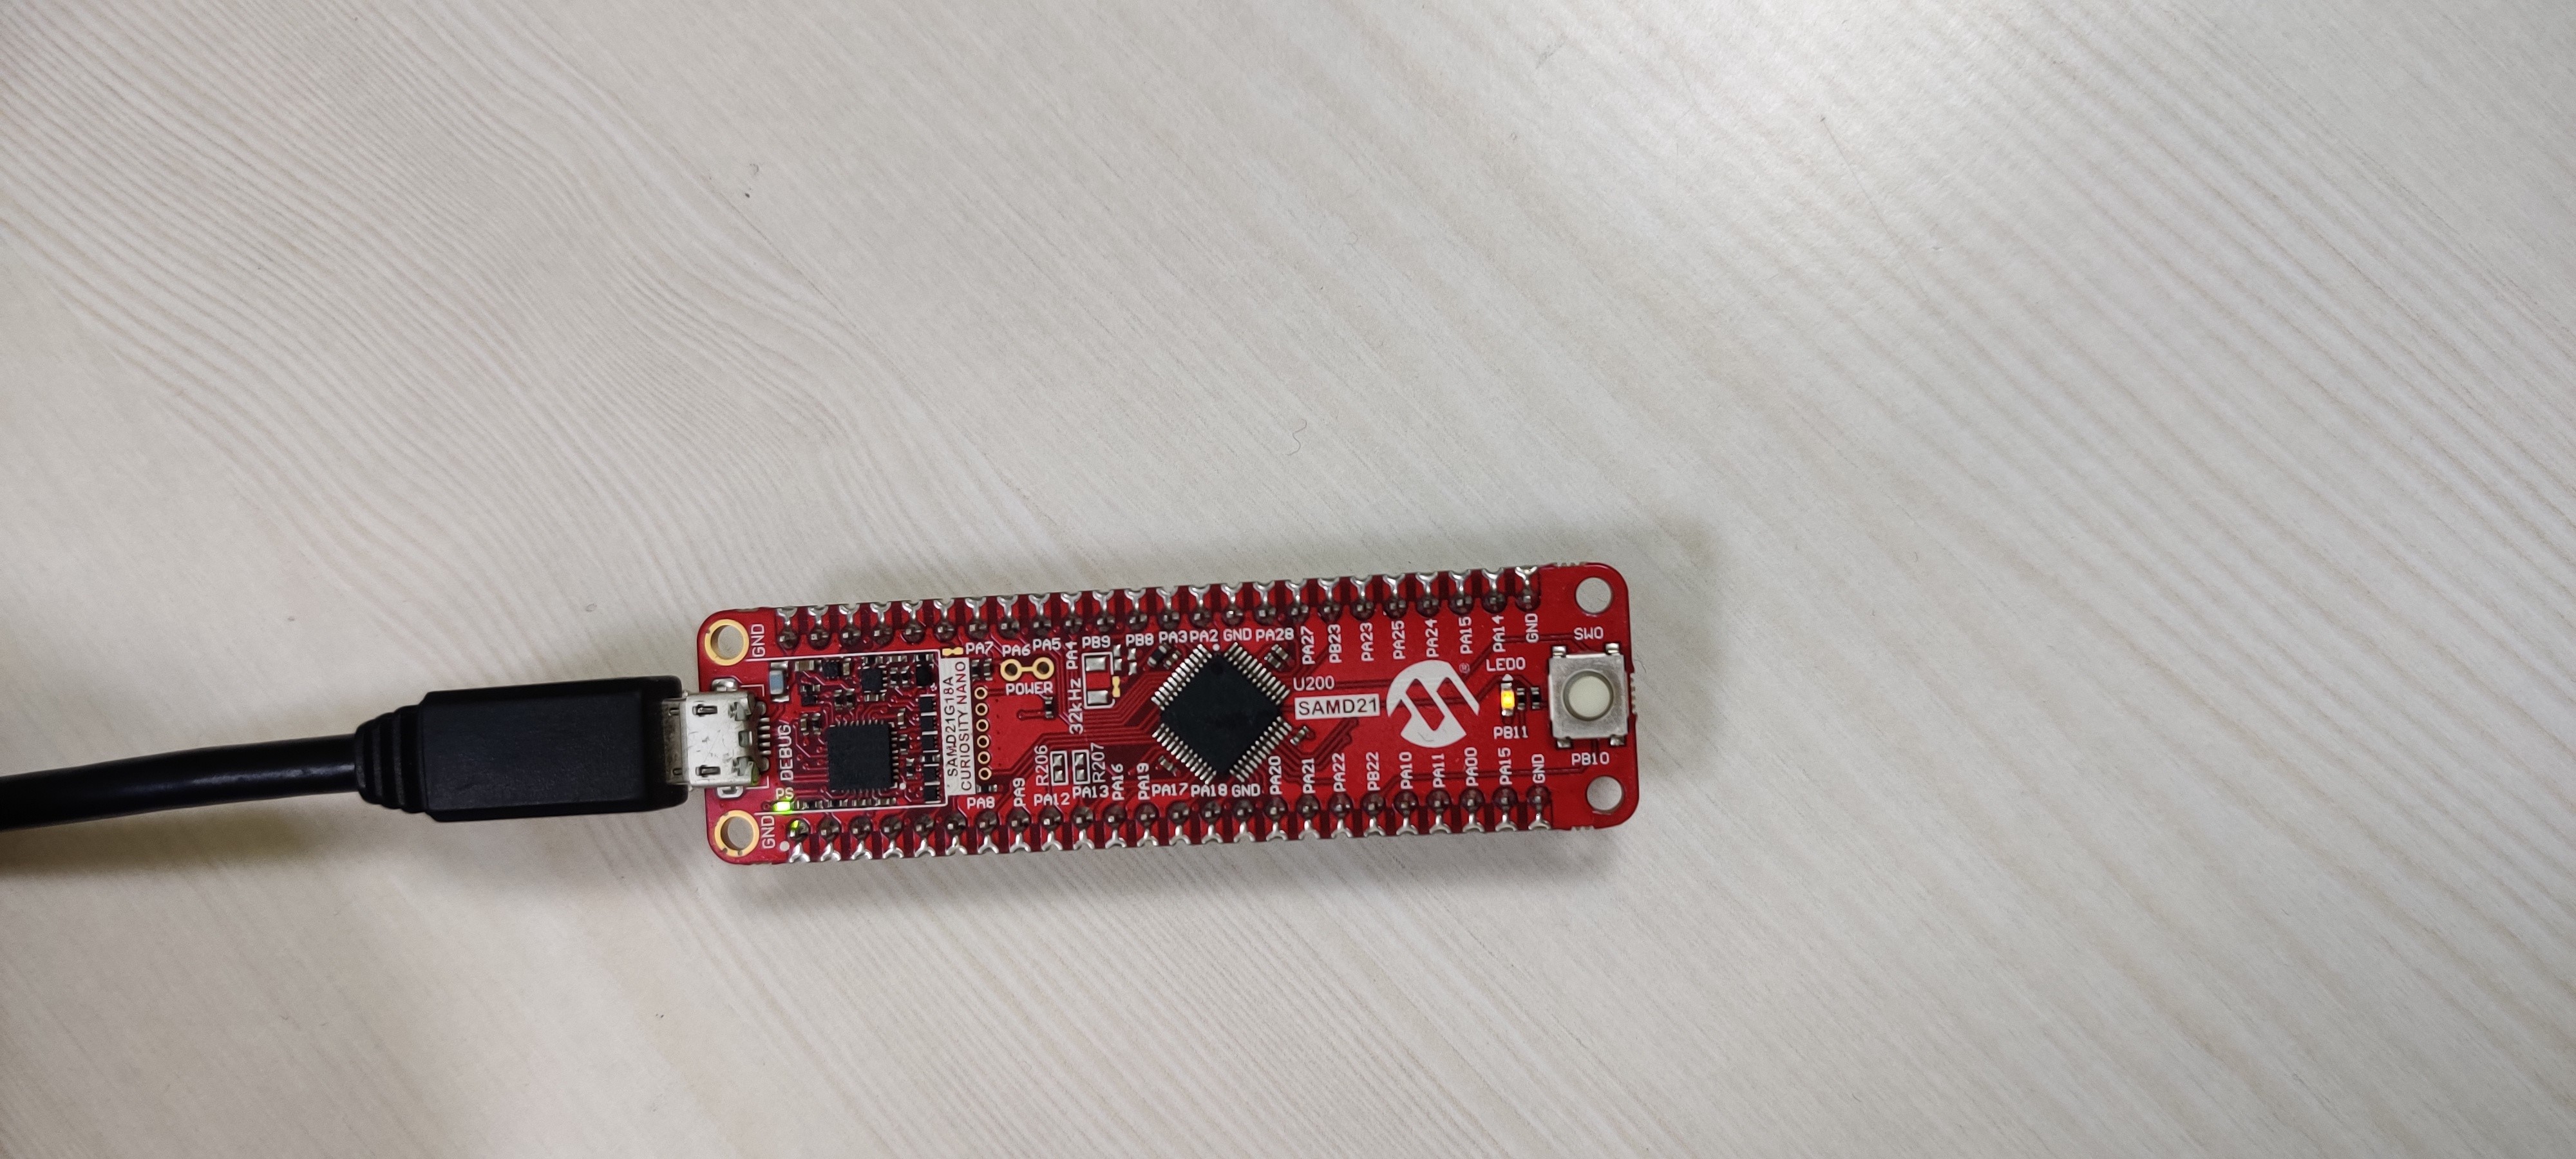 GND
PA7
PA6
PA5
PA4
PB9
PB8
PA3
PA2
GND
PA28
PA27
PB23
PA23
PA25
PA24
PA15
PA14
GND
SW0
POWER
LED0
U200
SAMD21
®
32kHz
SAMD21G18A
CURIOSITY NANO
DEBUG
PS
PB11
PB10
R206
R207
GND
PA8
PA9
PA12
PA13
PA16
PA19
PA17
PA18
GND
PA20
PA21
PA22
PB22
PA10
PA11
PA00
PA15
GND